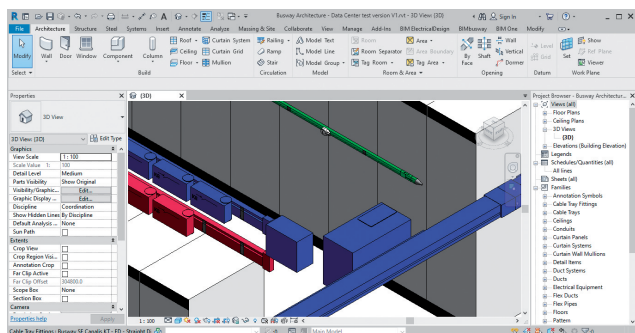 Busway Architecture - Data Center test version V1.rvt - 3D View: {3D}
Sign In
File Architecture Structure Steel Systems Insert Annotate Analyze Massing & Site Collaborate View Manage Add-Ins BIM ElectricalDesign BIMbusway BIM One Modify
Modify Wall Door Window Component Column
Roof Curtain System Railing Model Text Room Area
Ceiling Curtain Grid Ramp Model Line Room Separator Area Boundary
Floor Mullion Stair Model Group Tag Room Tag Area
By Face Shaft Wall Vertical Dormer
Level Grid
Set Show Ref Plane Viewer
Select Build Circulation Model Room & Area Opening Datum Work Plane
Properties
3D View
3D View: {3D} Edit Type
Graphics
View Scale 1 : 100
Scale Value 1: 100
Detail Level Medium
Parts Visibility Show Original
Visibility/Graphic... Edit...
Graphic Display ... Edit...
Discipline Coordination
Show Hidden Lines By Discipline
Default Analysis ... None
Sun Path
Extents
Crop View
Crop Region Visi...
Annotation Crop
Far Clip Active
Far Clip Offset 304800.0
Scope Box None
Section Box
Camera
Properties help Apply
{3D}
1 : 100
Project Browser - Busway Architectur...
Views (all)
Floor Plans
Ceiling Plans
3D Views
{3D}
Elevations (Building Elevation)
Legends
Schedules/Quantities (all)
All lines
Sheets (all)
Families
Annotation Symbols
Cable Tray Fittings
Cable Trays
Ceilings
Conduits
Curtain Panels
Curtain Systems
Curtain Wall Mullions
Detail Items
Duct Systems
Ducts
Electrical Equipment
Flex Ducts
Flex Pipes
Floors
Pattern
Cable Tray Fittings : Busway SE Canalis KT - ED - Straight Di
Main Model